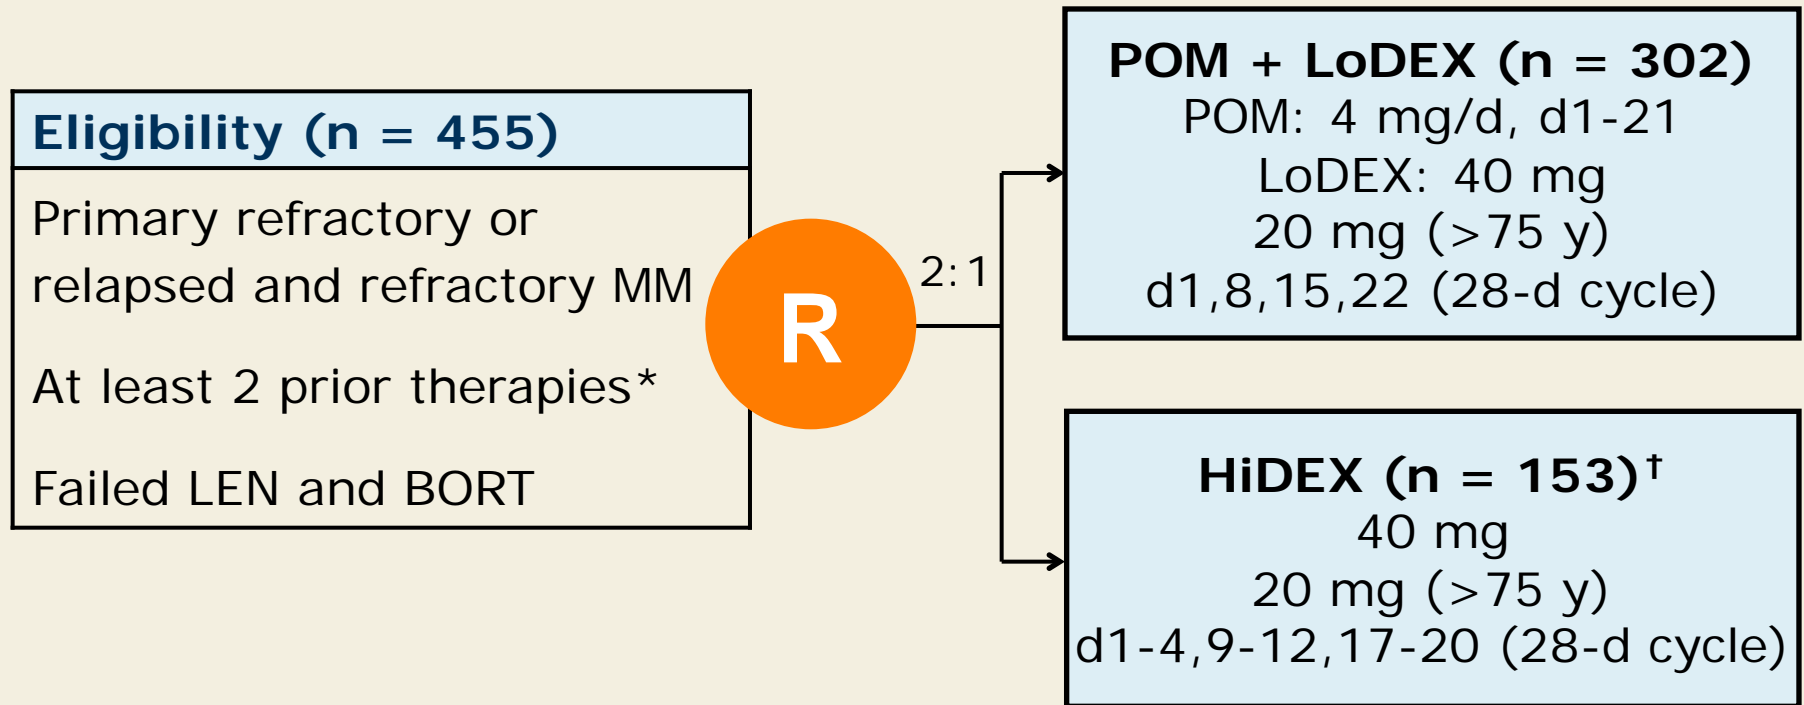 Eligibility (n = 455)
Primary refractory or
relapsed and refractory MM
At least 2 prior therapies*
Failed LEN and BORT
R
2:1
POM + LoDEX (n = 302)
POM: 4 mg/d, d1-21
LoDEX: 40 mg
20 mg (>75 y)
d1,8,15,22 (28-d cycle)
HiDEX (n = 153)†
40 mg
20 mg (>75 y)
d1-4,9-12,17-20 (28-d cycle)